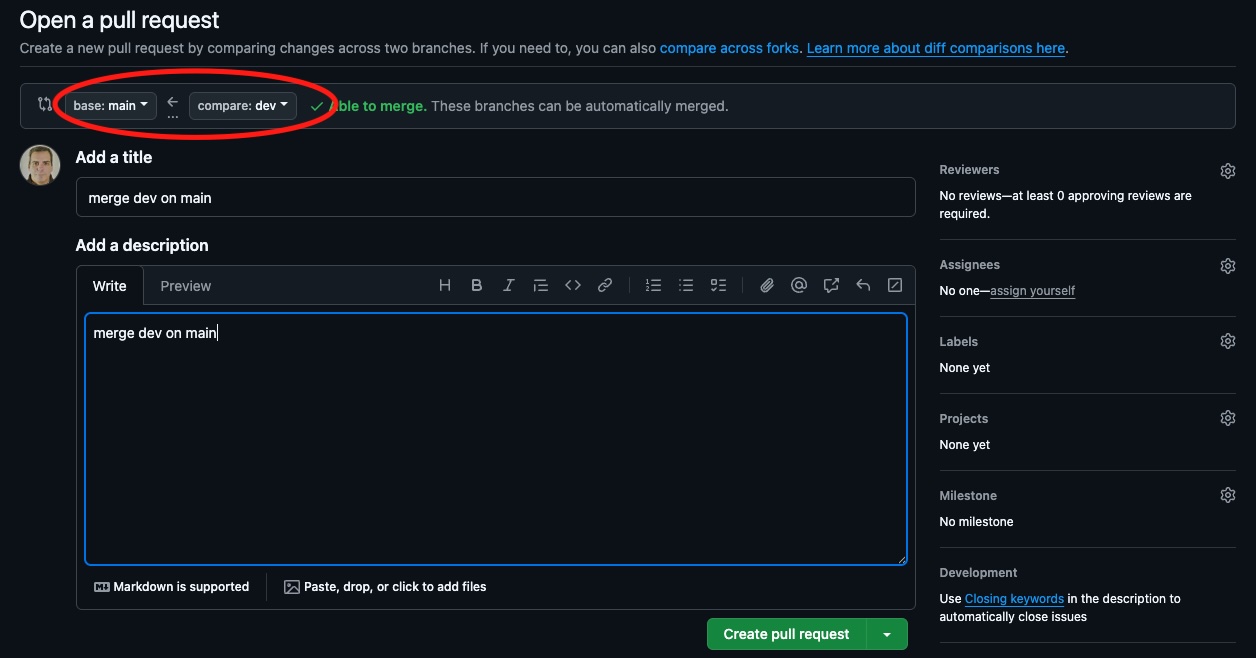 Open a pull request
Create a new pull request by comparing changes across two branches. If you need to, you can also compare across forks. Learn more about diff comparisons here.
base: main
...
compare: dev
Able to merge. These branches can be automatically merged.
Add a title
merge dev on main
Add a description
Write
Preview
merge dev on main
Markdown is supported
Paste, drop, or click to add files
Create pull request
Reviewers
No reviews—at least 0 approving reviews are
required.
Assignees
No one—assign yourself
Labels
None yet
Projects
None yet
Milestone
No milestone
Development
Use Closing keywords in the description to
automatically close issues